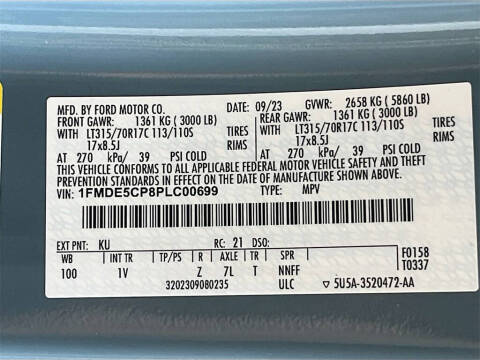 MFD. BY FORD MOTOR CO. 09/23 GVWR: 2658 KG ( 5860 LB)
FRONT GAWR: 1361 KG ( 3000 LB) REAR GAWR: 1361 KG ( 3000 LB)
WITH LT315/70R17C 113/110S TIRES WITH LT315/70R17C 113/110S TIRES
17x8.5J RIMS 17x8.5J RIMS
AT 270 kPa/ 39 PSI COLD AT 270 kPa/ 39 PSI COLD
THIS VEHICLE CONFORMS TO ALL APPLICABLE FEDERAL MOTOR VEHICLE SAFETY AND THEFT
PREVENTION STANDARDS IN EFFECT ON THE DATE OF MANUFACTURE SHOWN ABOVE.
VIN: 1FMDE5CP8PLC00699 TYPE: MPV
EXT PNT: KU RC: 21 DSO:
WB INT TR TP/PS R AXLE TR SPR F0158
100 1V Z 7L T NNFF T0337
3202309080235 ULC 5U5A-3520472-AA